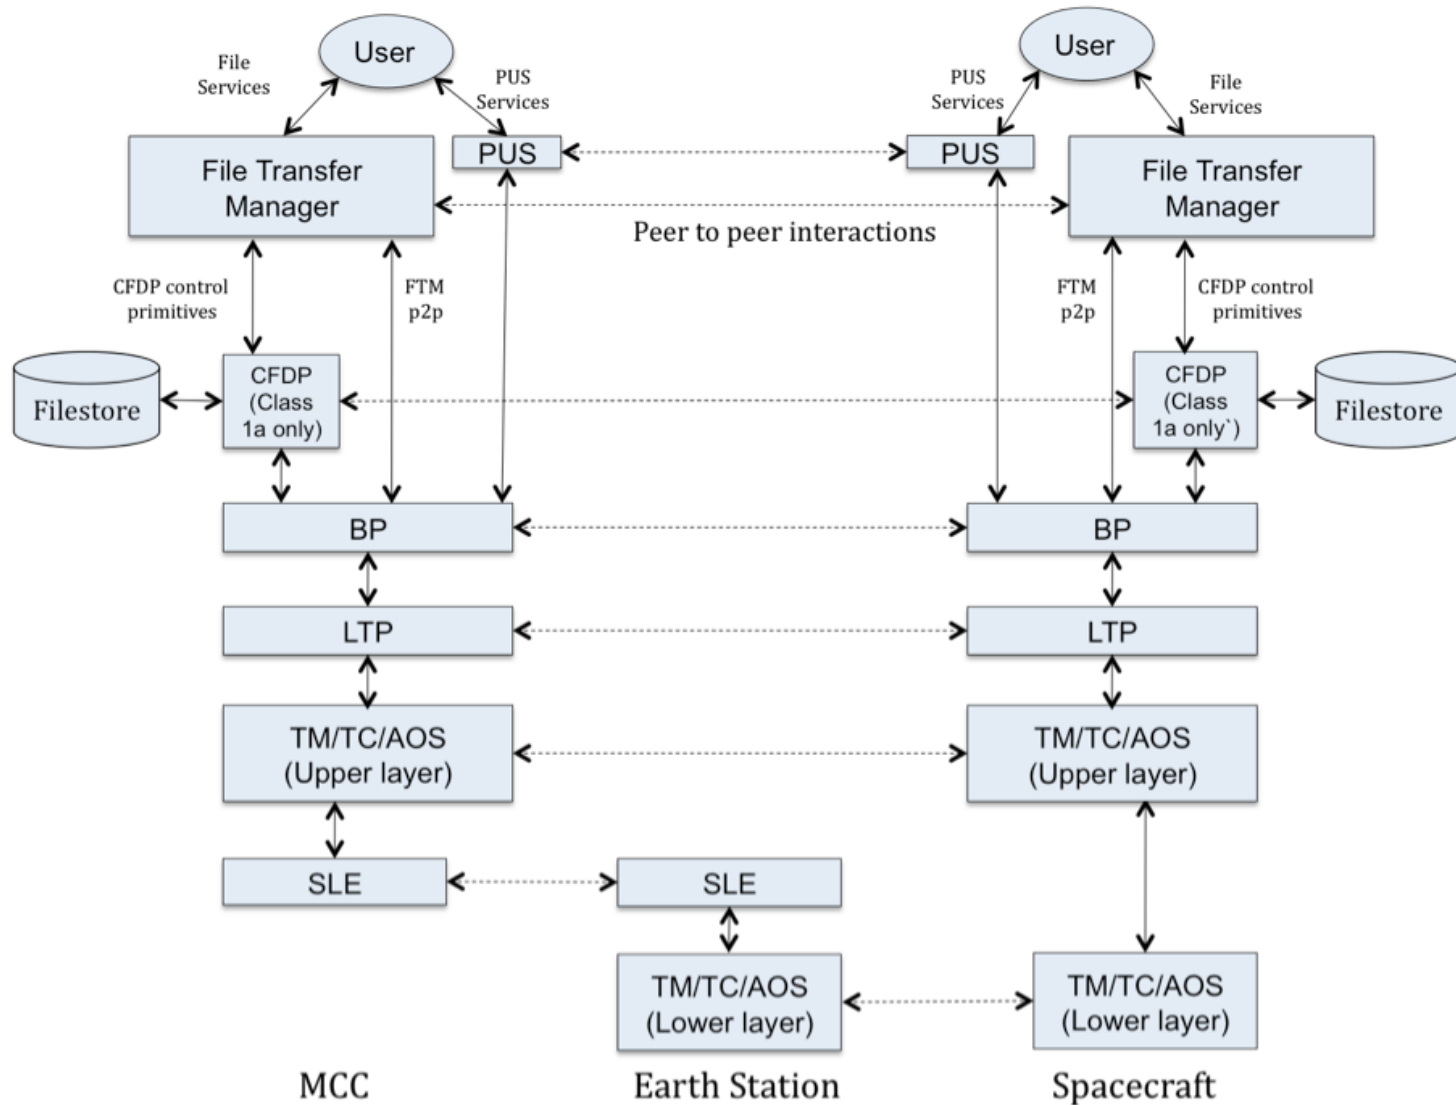 User
User
File
Services
PUS
Services
PUS
Services
File
Services
File Transfer
Manager
PUS
PUS
File Transfer
Manager
Peer to peer interactions
CFDP control
primitives
FTM
p2p
FTM
p2p
CFDP control
primitives
Filestore
CFDP
(Class
1a only)
CFDP
(Class
1a only`)
Filestore
BP
BP
LTP
LTP
TM/TC/AOS
(Upper layer)
TM/TC/AOS
(Upper layer)
SLE
SLE
TM/TC/AOS
(Lower layer)
TM/TC/AOS
(Lower layer)
MCC
Earth Station
Spacecraft